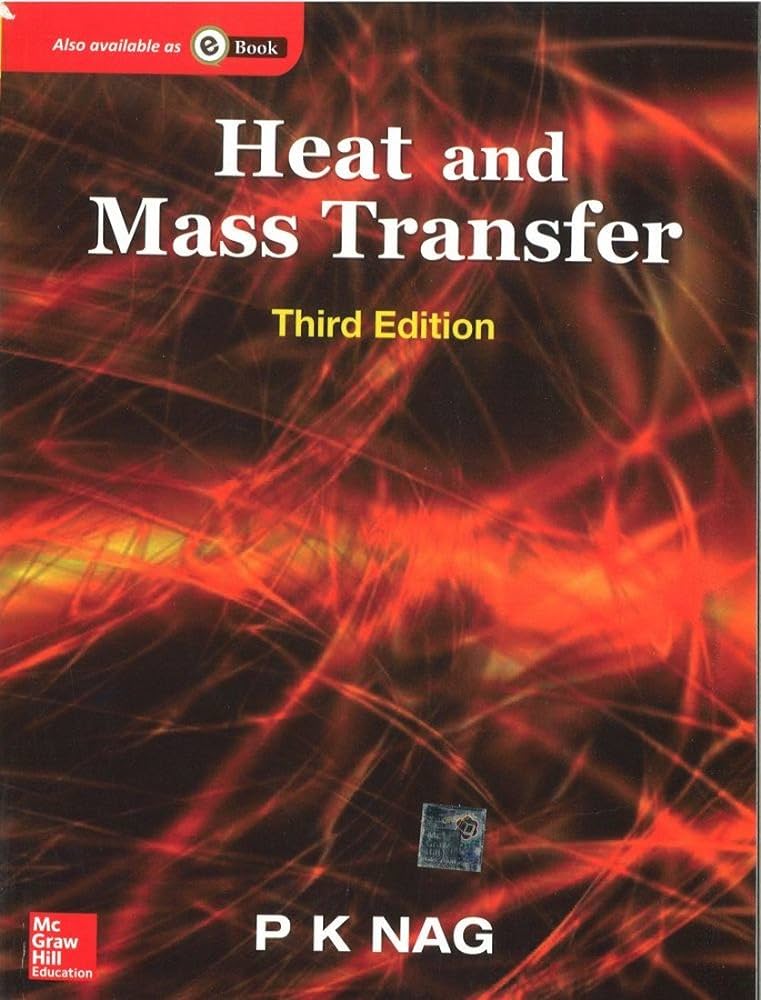 Also available as e Book
Heat and
Mass Transfer
Third Edition
P K NAG
Mc
Graw
Hill
Education